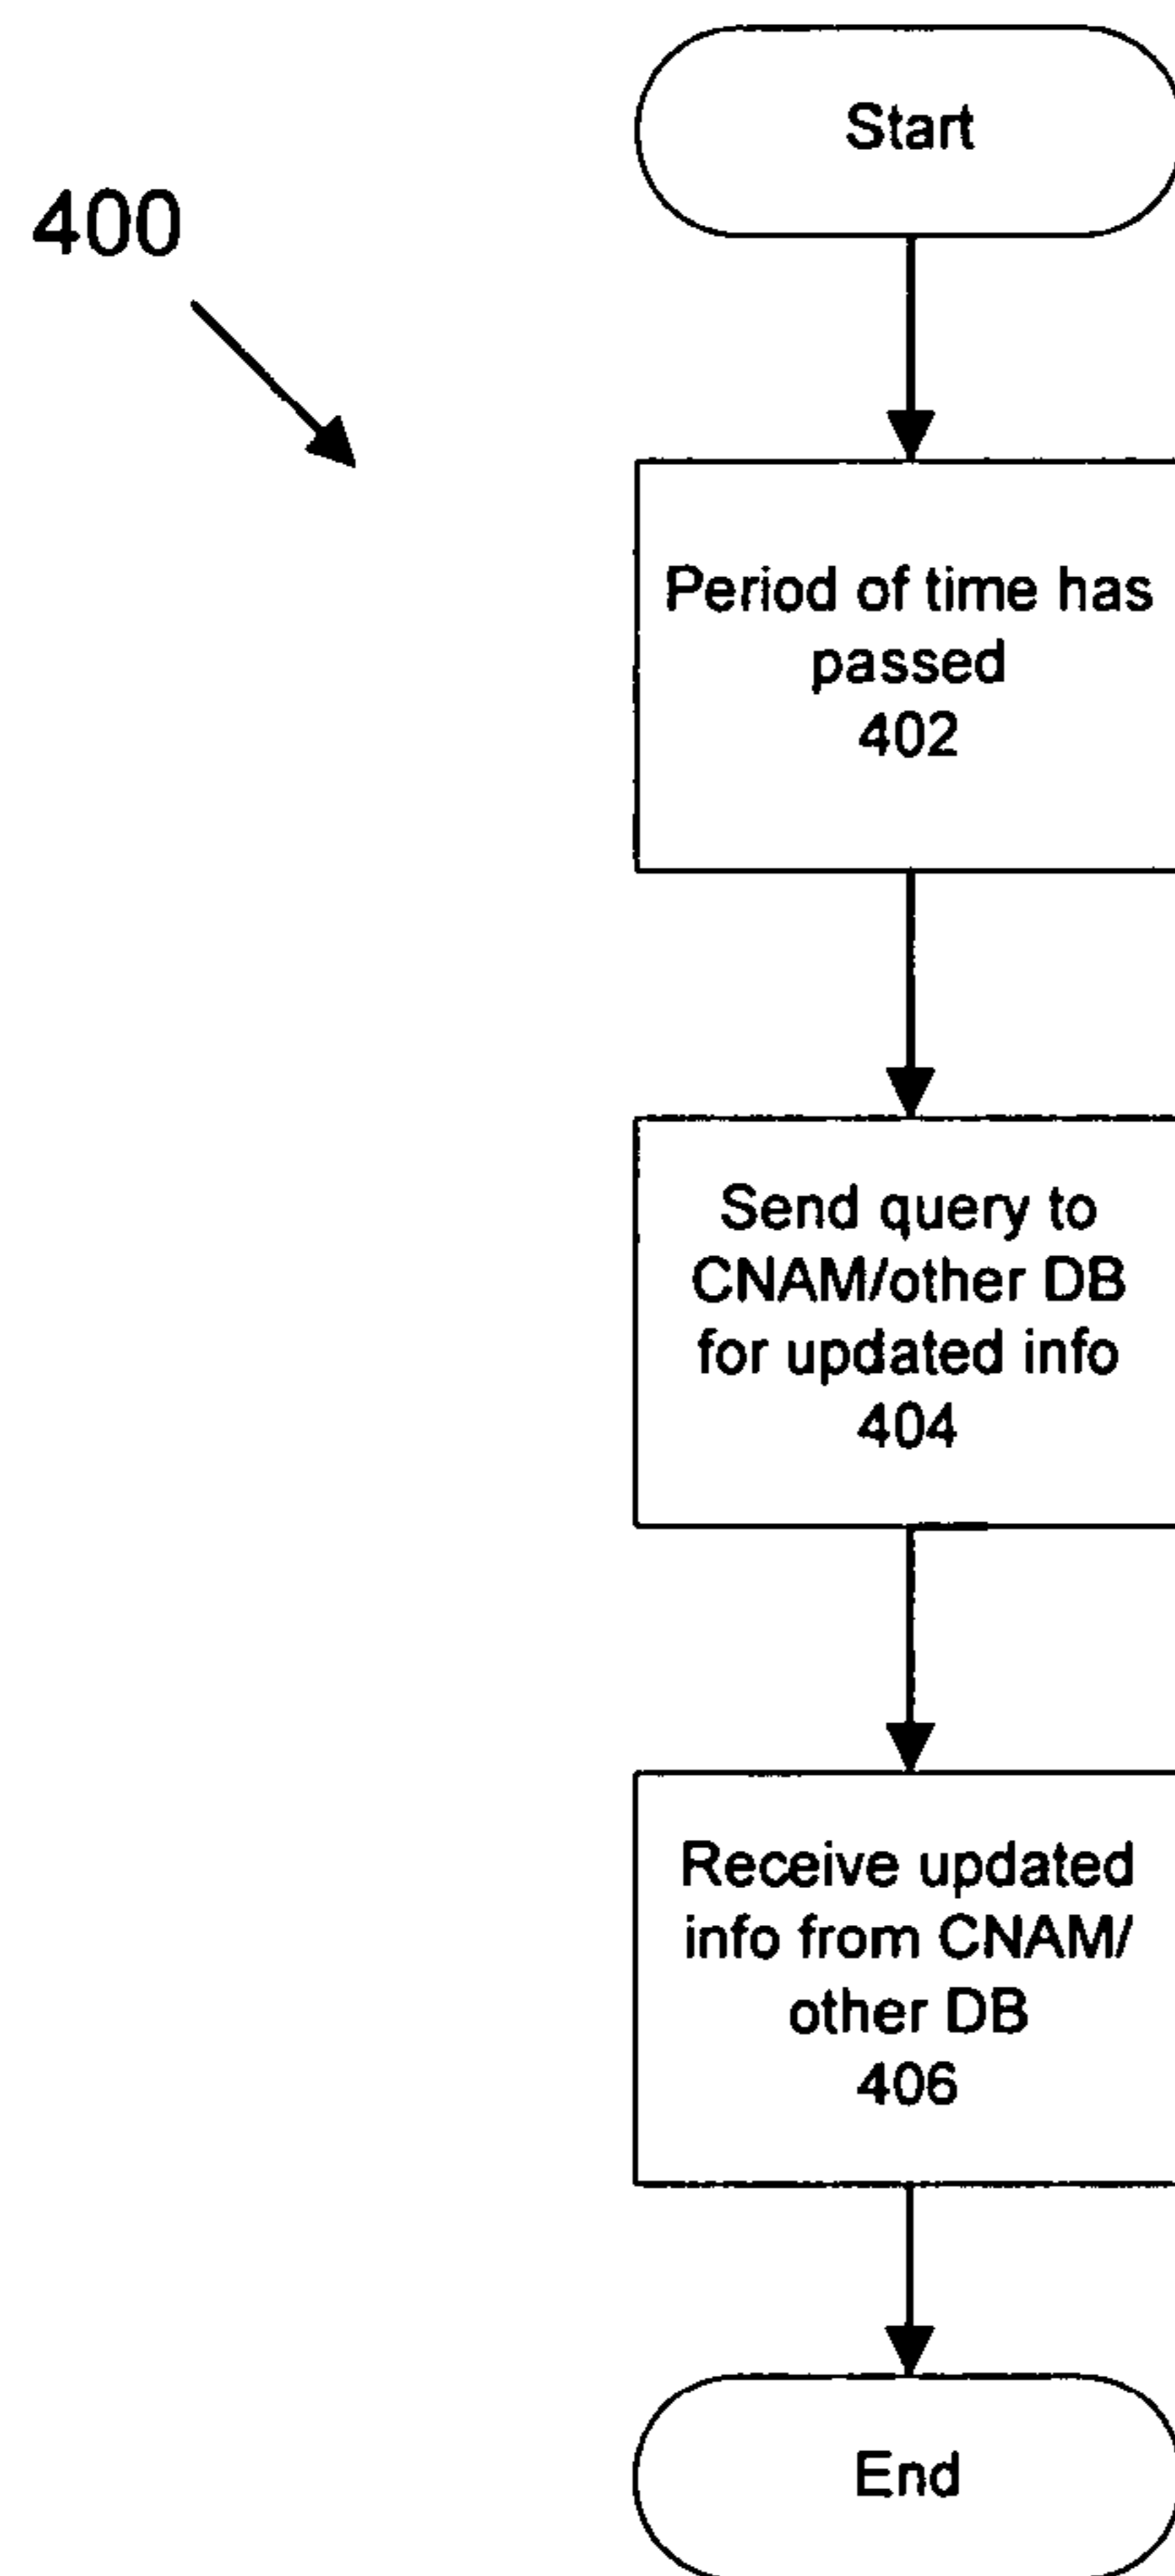 Start
400
Period of time has
passed
402
Send query to
CNAM/other DB
for updated info
404
Receive updated
info from CNAM/
other DB
406
End